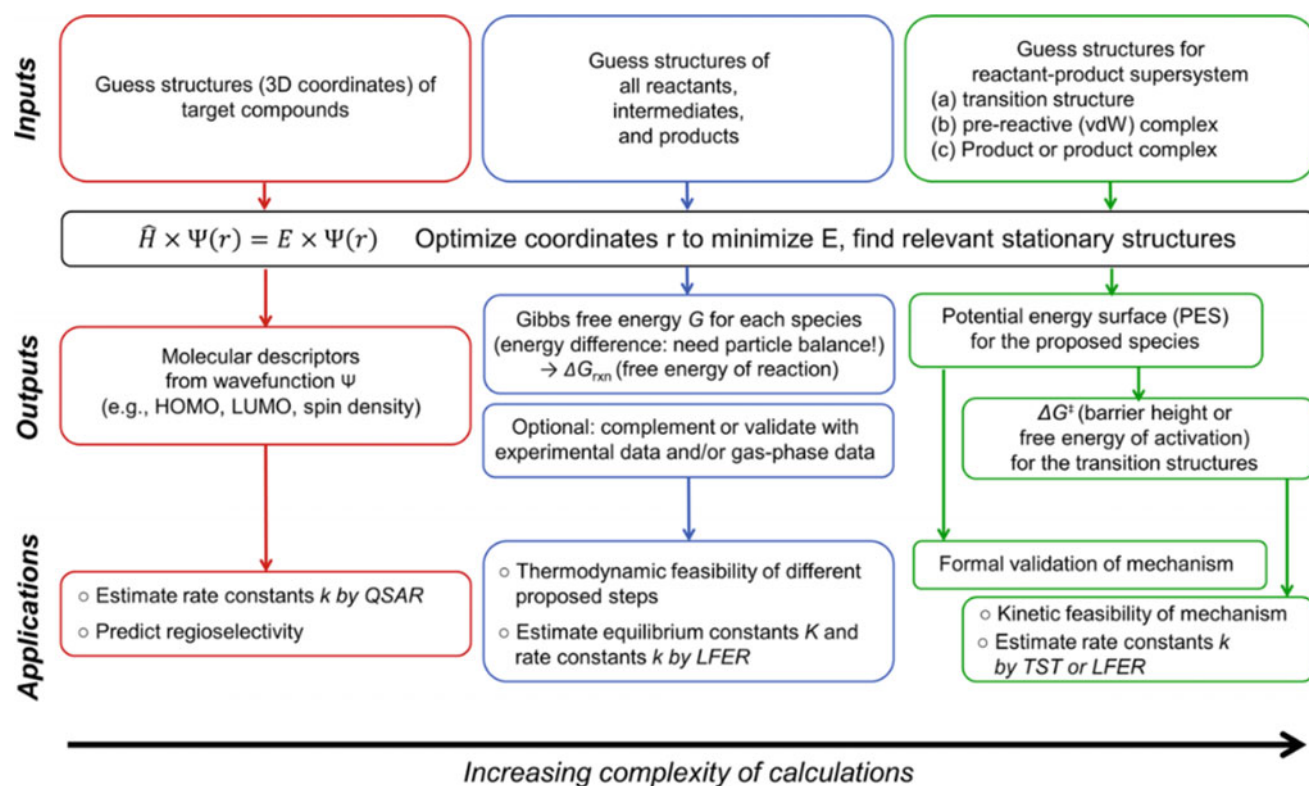 Inputs
Guess structures (3D coordinates) of
target compounds
Guess structures of
all reactants,
intermediates,
and products
Guess structures for
reactant-product supersystem
(a) transition structure
(b) pre-reactive (vdW) complex
(c) Product or product complex
Ĥ × Ψ(r) = E × Ψ(r) Optimize coordinates r to minimize E, find relevant stationary structures
Outputs
Molecular descriptors
from wavefunction Ψ
(e.g., HOMO, LUMO, spin density)
Gibbs free energy G for each species
(energy difference: need particle balance!)
→ ΔGrxn (free energy of reaction)
Optional: complement or validate with
experimental data and/or gas-phase data
Potential energy surface (PES)
for the proposed species
ΔG‡ (barrier height or
free energy of activation)
for the transition structures
Applications
○ Estimate rate constants k by QSAR
○ Predict regioselectivity
○ Thermodynamic feasibility of different
proposed steps
○ Estimate equilibrium constants K and
rate constants k by LFER
Formal validation of mechanism
○ Kinetic feasibility of mechanism
○ Estimate rate constants k
by TST or LFER
Increasing complexity of calculations